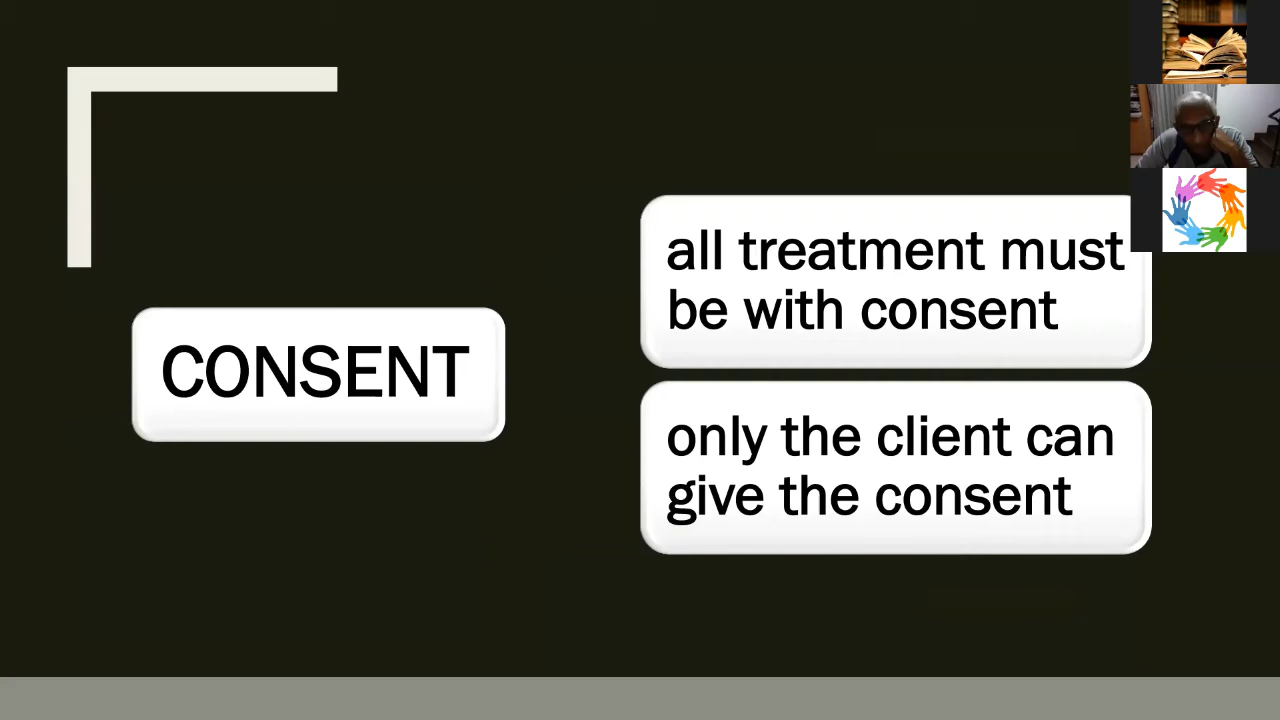 CONSENT
all treatment must
be with consent
only the client can
give the consent